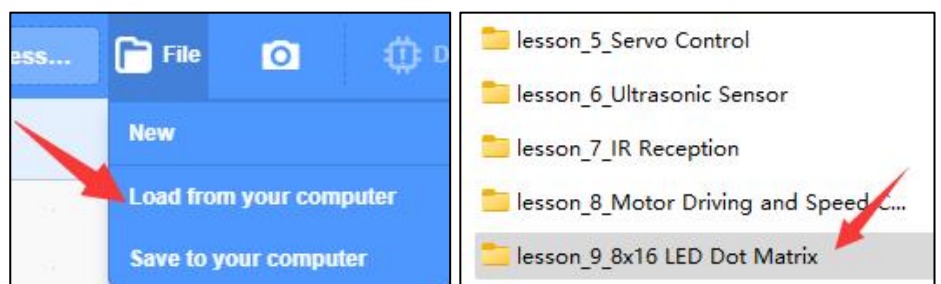 ess...
File
D
New
Load from your computer
Save to your computer
lesson_5_Servo Control
lesson_6_Ultrasonic Sensor
lesson_7_IR Reception
lesson_8_Motor Driving and Speed C...
lesson_9_8x16 LED Dot Matrix